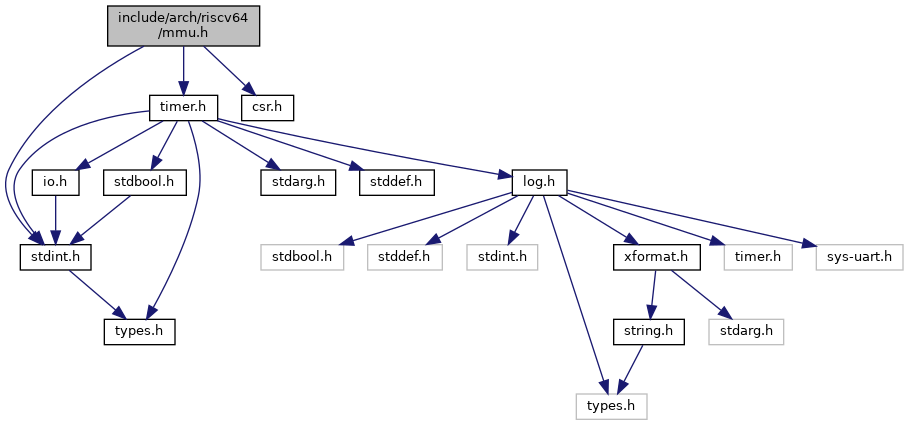 include/arch/riscv64
/mmu.h
timer.h
csr.h
io.h
stdbool.h
stdarg.h
stddef.h
log.h
stdint.h
stdbool.h
stddef.h
stdint.h
xformat.h
timer.h
sys-uart.h
types.h
string.h
stdarg.h
types.h